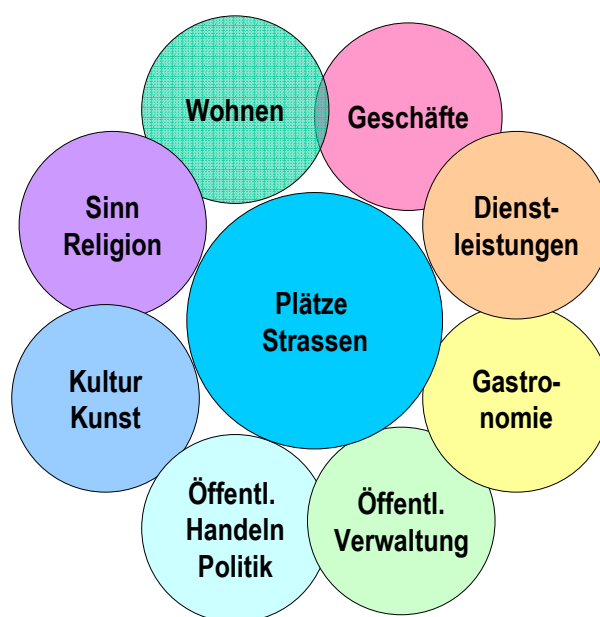 Wohnen
Geschäfte
Sinn
Religion
Dienst-
leistungen
Plätze
Strassen
Kultur
Kunst
Gastro-
nomie
Öffentl.
Handeln
Politik
Öffentl.
Verwaltung